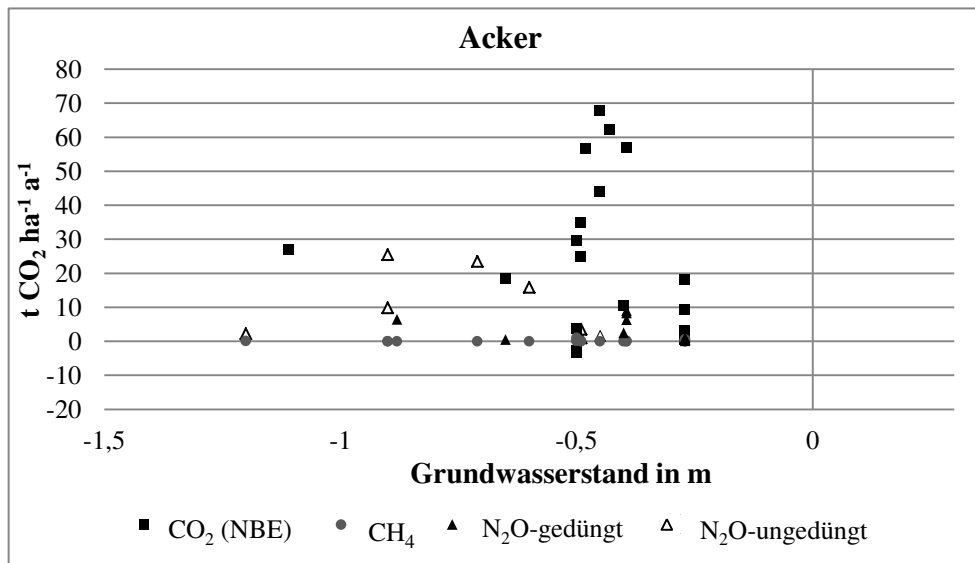 Acker
80
70
60
50
40
30
20
10
0
-10
-20
t CO₂ ha⁻¹ a⁻¹
-1,5 -1 -0,5 0
Grundwasserstand in m
CO₂ (NBE) CH₄ N₂O-gedüngt N₂O-ungedüngt